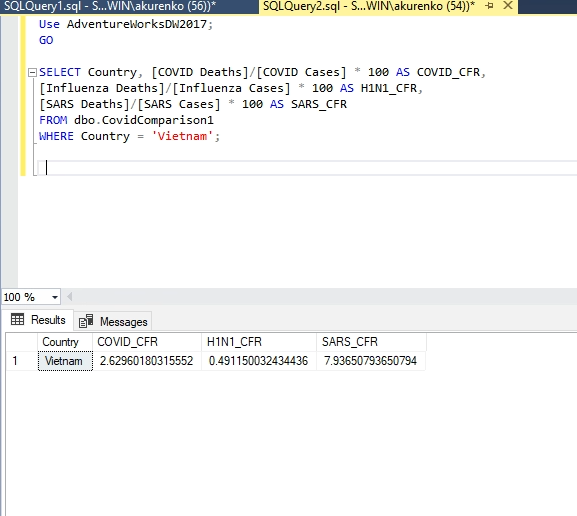 SQLQuery1.sql - S...WIN\akurenko (56))* SQLQuery2.sql - S...WIN\akurenko (54))*
Use AdventureWorksDW2017;
GO
SELECT Country, [COVID Deaths]/[COVID Cases] * 100 AS COVID_CFR,
[Influenza Deaths]/[Influenza Cases] * 100 AS H1N1_CFR,
[SARS Deaths]/[SARS Cases] * 100 AS SARS_CFR
FROM dbo.CovidComparison1
WHERE Country = 'Vietnam';
100 %
Results Messages
Country COVID_CFR H1N1_CFR SARS_CFR
1 Vietnam 2.62960180315552 0.491150032434436 7.93650793650794